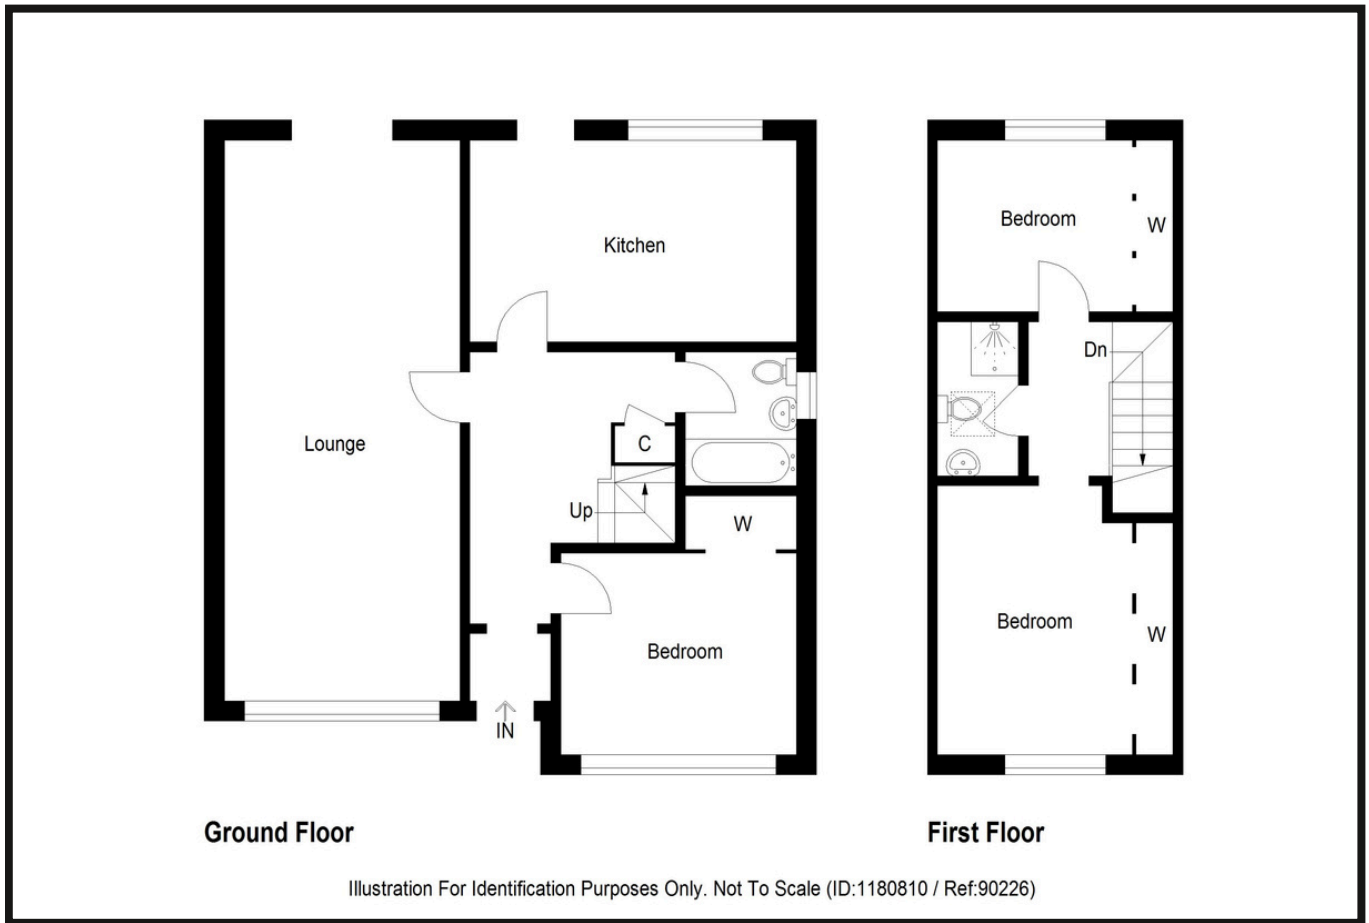 Kitchen
Lounge
C
Up
W
Bedroom
IN
Ground Floor
Bedroom
W
Dn
Bedroom
W
First Floor
Illustration For Identification Purposes Only. Not To Scale (ID:1180810 / Ref:90226)